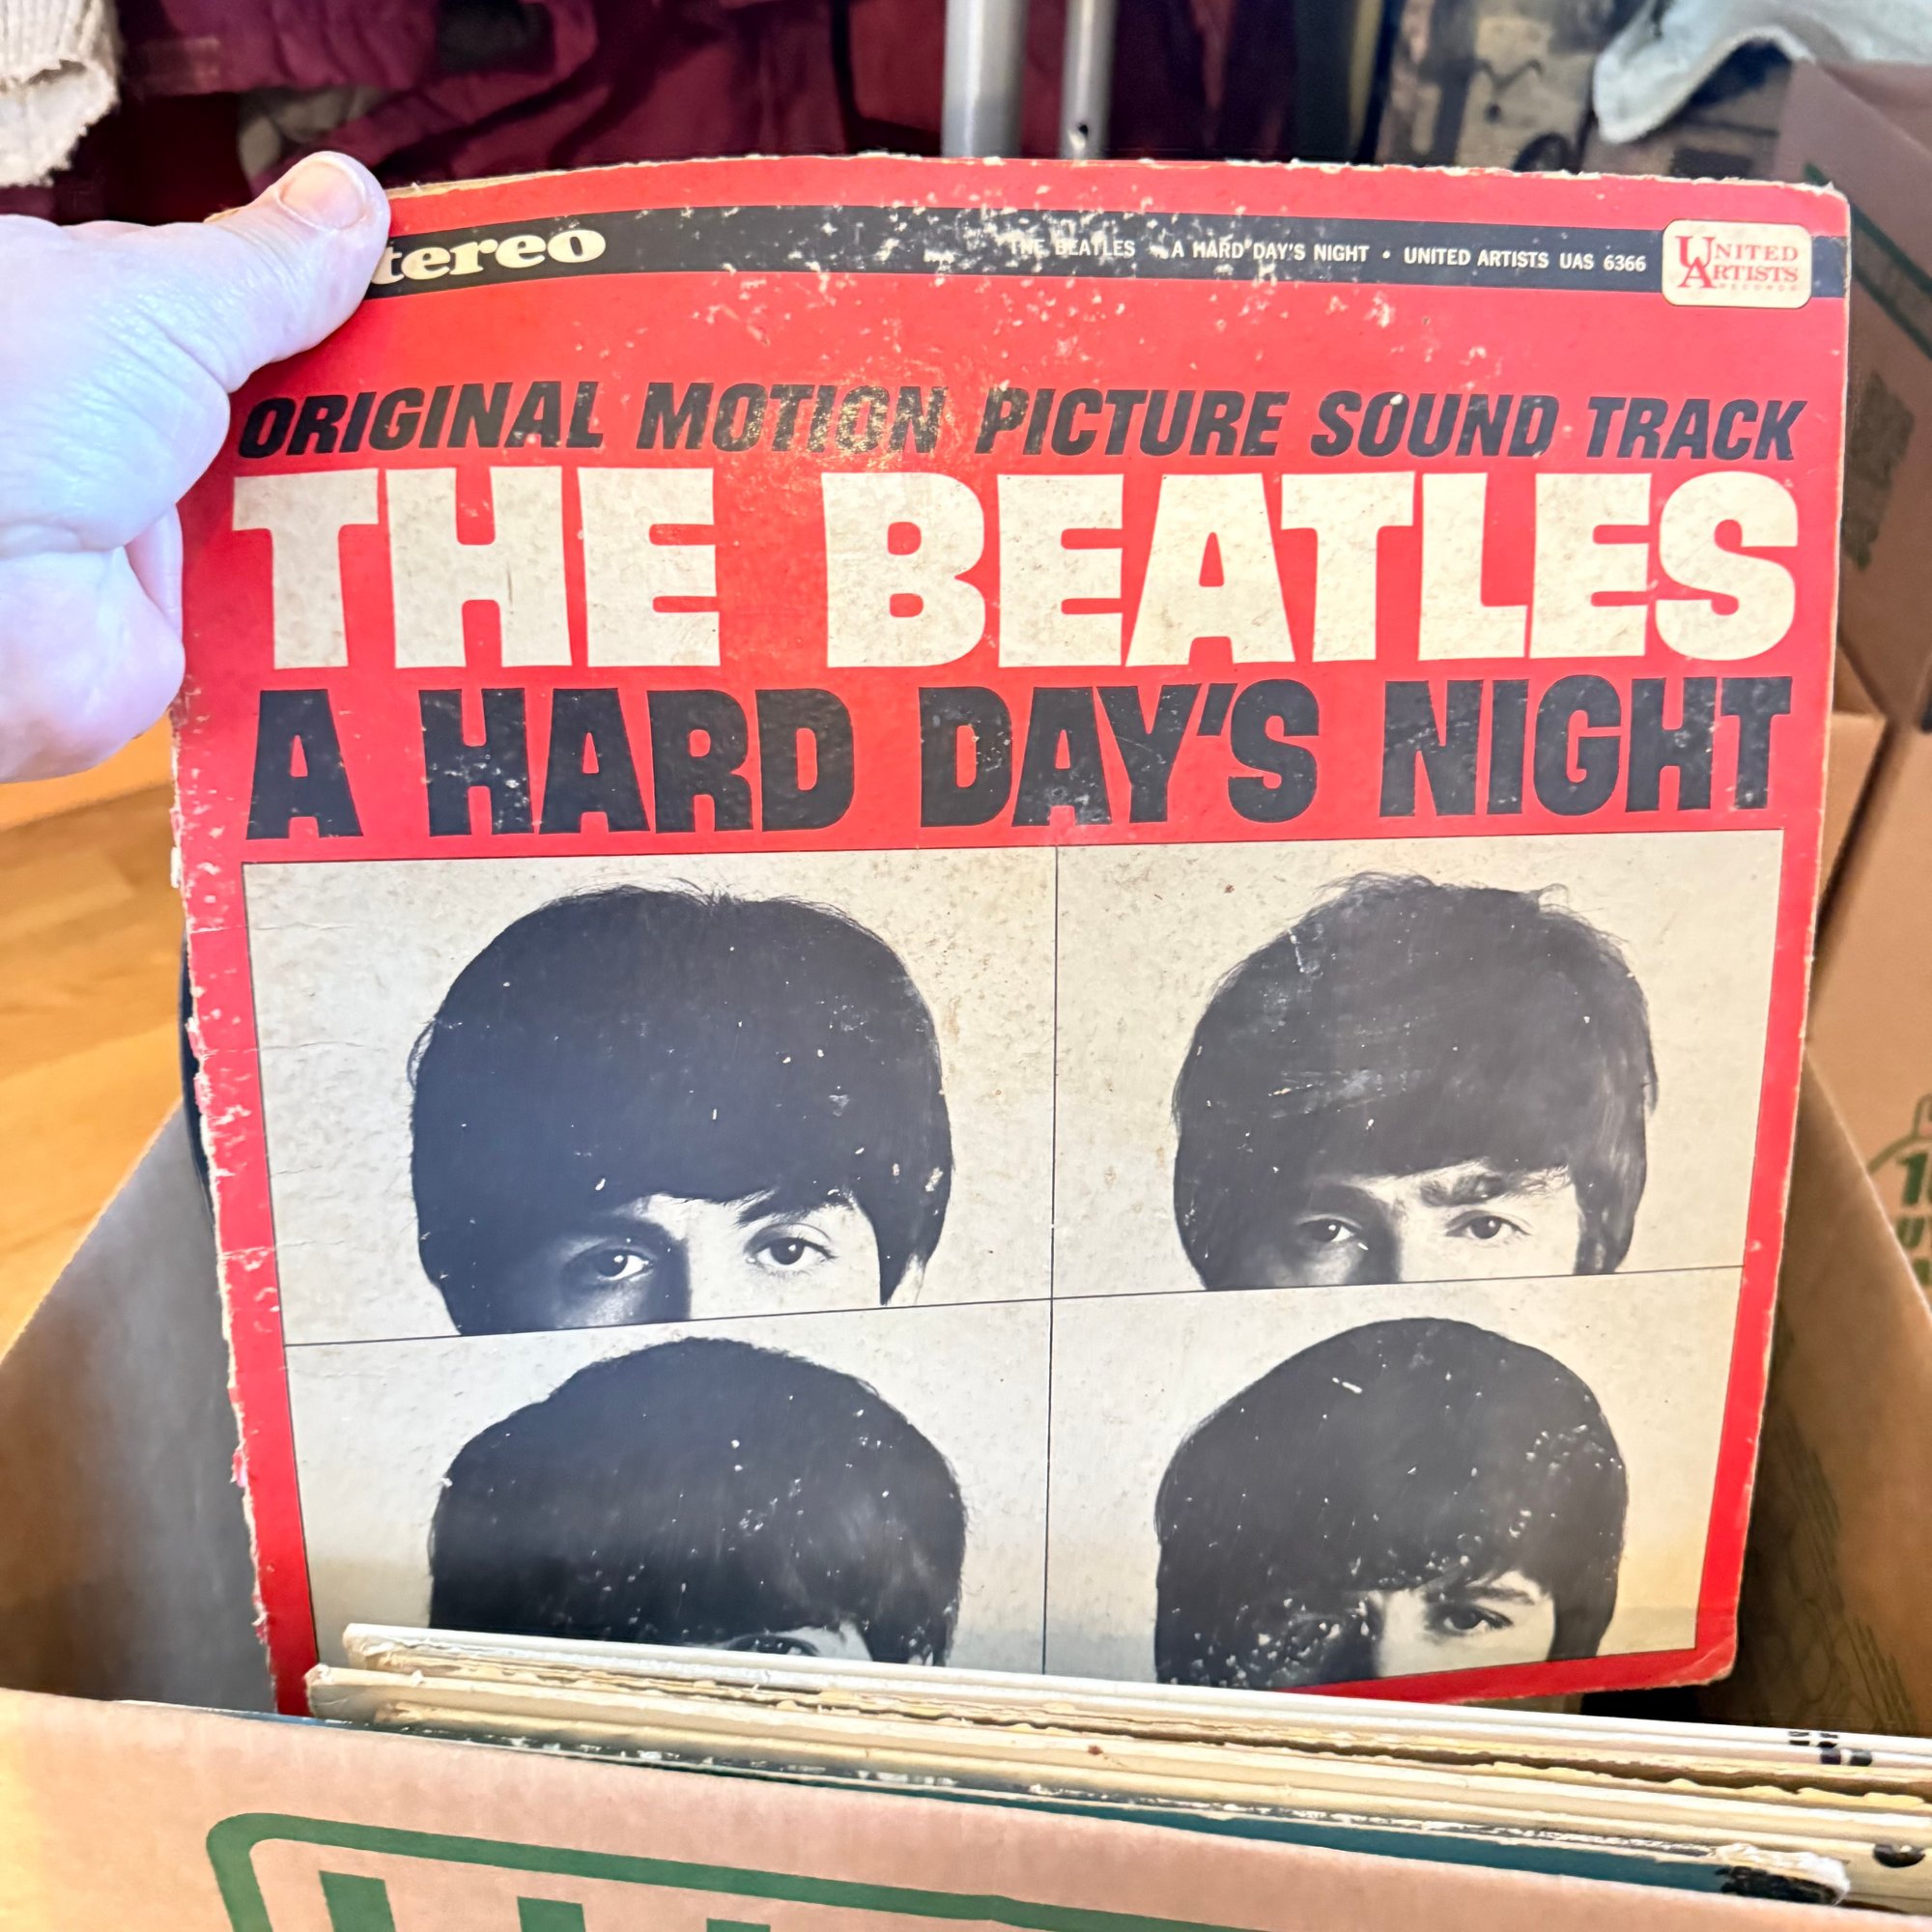 tereo
THE BEATLES A HARD DAY'S NIGHT • UNITED ARTISTS UAS 6366
UNITED ARTISTS RECORDS
ORIGINAL MOTION PICTURE SOUND TRACK
THE BEATLES
A HARD DAY'S NIGHT